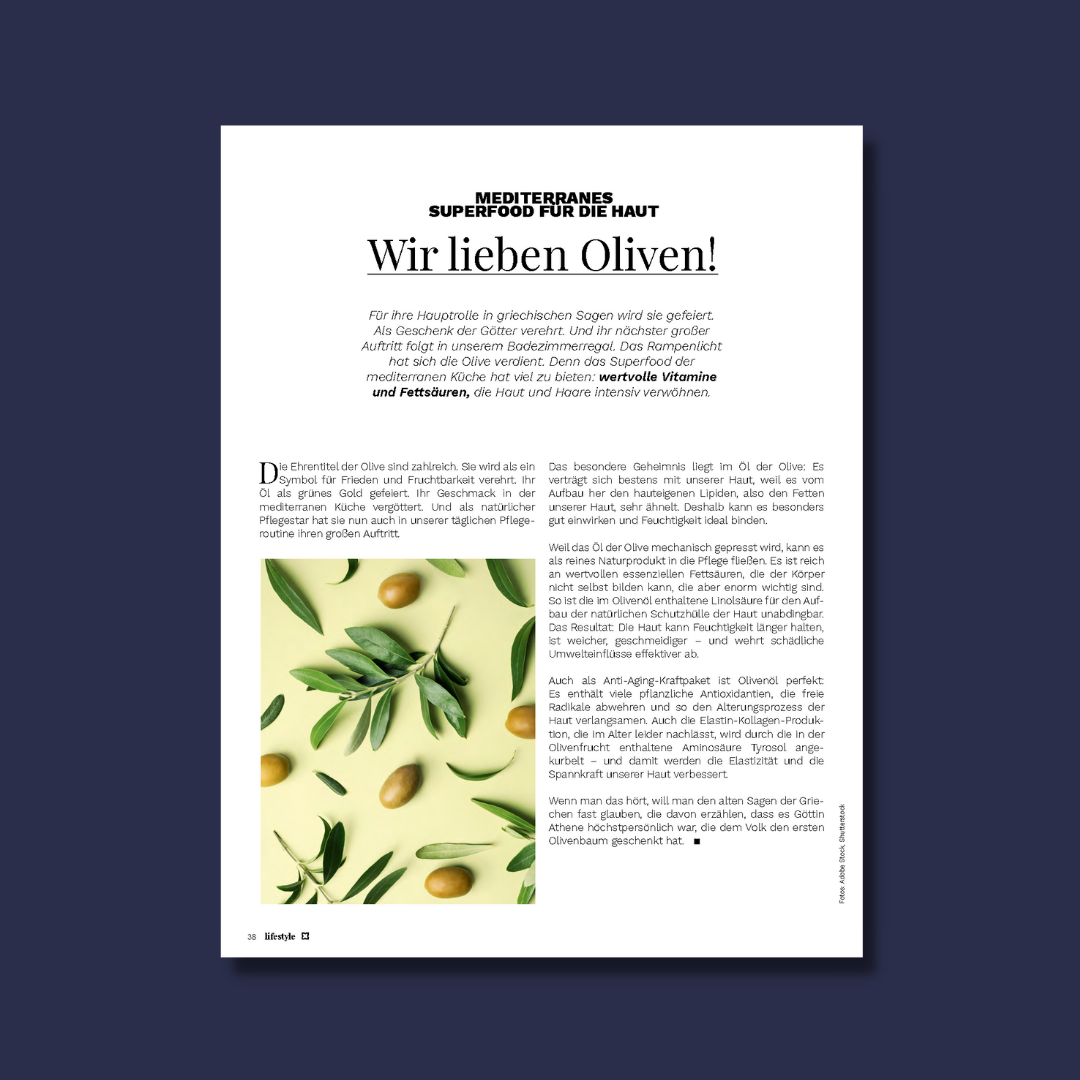 MEDITERRANES
SUPERFOOD FÜR DIE HAUT
Wir lieben Oliven!
Für ihre Hauptrolle in griechischen Sagen wird sie gefeiert.
Als Geschenk der Götter verehrt. Und ihr nächster großer
Auftritt folgt in unserem Badezimmerregal. Das Rampenlicht
hat sich die Olive verdient. Denn das Superfood der
mediterranen Küche hat viel zu bieten: wertvolle Vitamine
und Fettsäuren, die Haut und Haare intensiv verwöhnen.
Die Ehrentitel der Olive sind zahlreich. Sie wird als ein
Symbol für Frieden und Fruchtbarkeit verehrt. Ihr
Öl als grünes Gold gefeiert. Ihr Geschmack in der
mediterranen Küche vergöttert. Und als natürlicher
Pflegestar hat sie nun auch in unserer täglichen Pflege-
routine ihren großen Auftritt.
Das besondere Geheimnis liegt im Öl der Olive: Es
verträgt sich bestens mit unserer Haut, weil es vom
Aufbau her den hauteigenen Lipiden, also den Fetten
unserer Haut, sehr ähnelt. Deshalb kann es besonders
gut einwirken und Feuchtigkeit ideal binden.
Weil das Öl der Olive mechanisch gepresst wird, kann es
als reines Naturprodukt in die Pflege fließen. Es ist reich
an wertvollen essenziellen Fettsäuren, die der Körper
nicht selbst bilden kann, die aber enorm wichtig sind.
So ist die im Olivenöl enthaltene Linolsäure für den Auf-
bau der natürlichen Schutzhülle der Haut unabdingbar.
Das Resultat: Die Haut kann Feuchtigkeit länger halten,
ist weicher, geschmeidiger – und wehrt schädliche
Umwelteinflüsse effektiver ab.
Auch als Anti-Aging-Kraftpaket ist Olivenöl perfekt:
Es enthält viele pflanzliche Antioxidantien, die freie
Radikale abwehren und so den Alterungsprozess der
Haut verlangsamen. Auch die Elastin-Kollagen-Produk-
tion, die im Alter leider nachlässt, wird durch die in der
Olivenfrucht enthaltene Aminosäure Tyrosol ange-
kurbelt – und damit werden die Elastizität und die
Spannkraft unserer Haut verbessert.
Wenn man das hört, will man den alten Sagen der Grie-
chen fast glauben, die davon erzählen, dass es Göttin
Athene höchstpersönlich war, die dem Volk den ersten
Olivenbaum geschenkt hat. ■
Fotos: Adobe Stock, Shutterstock
38 lifestyle